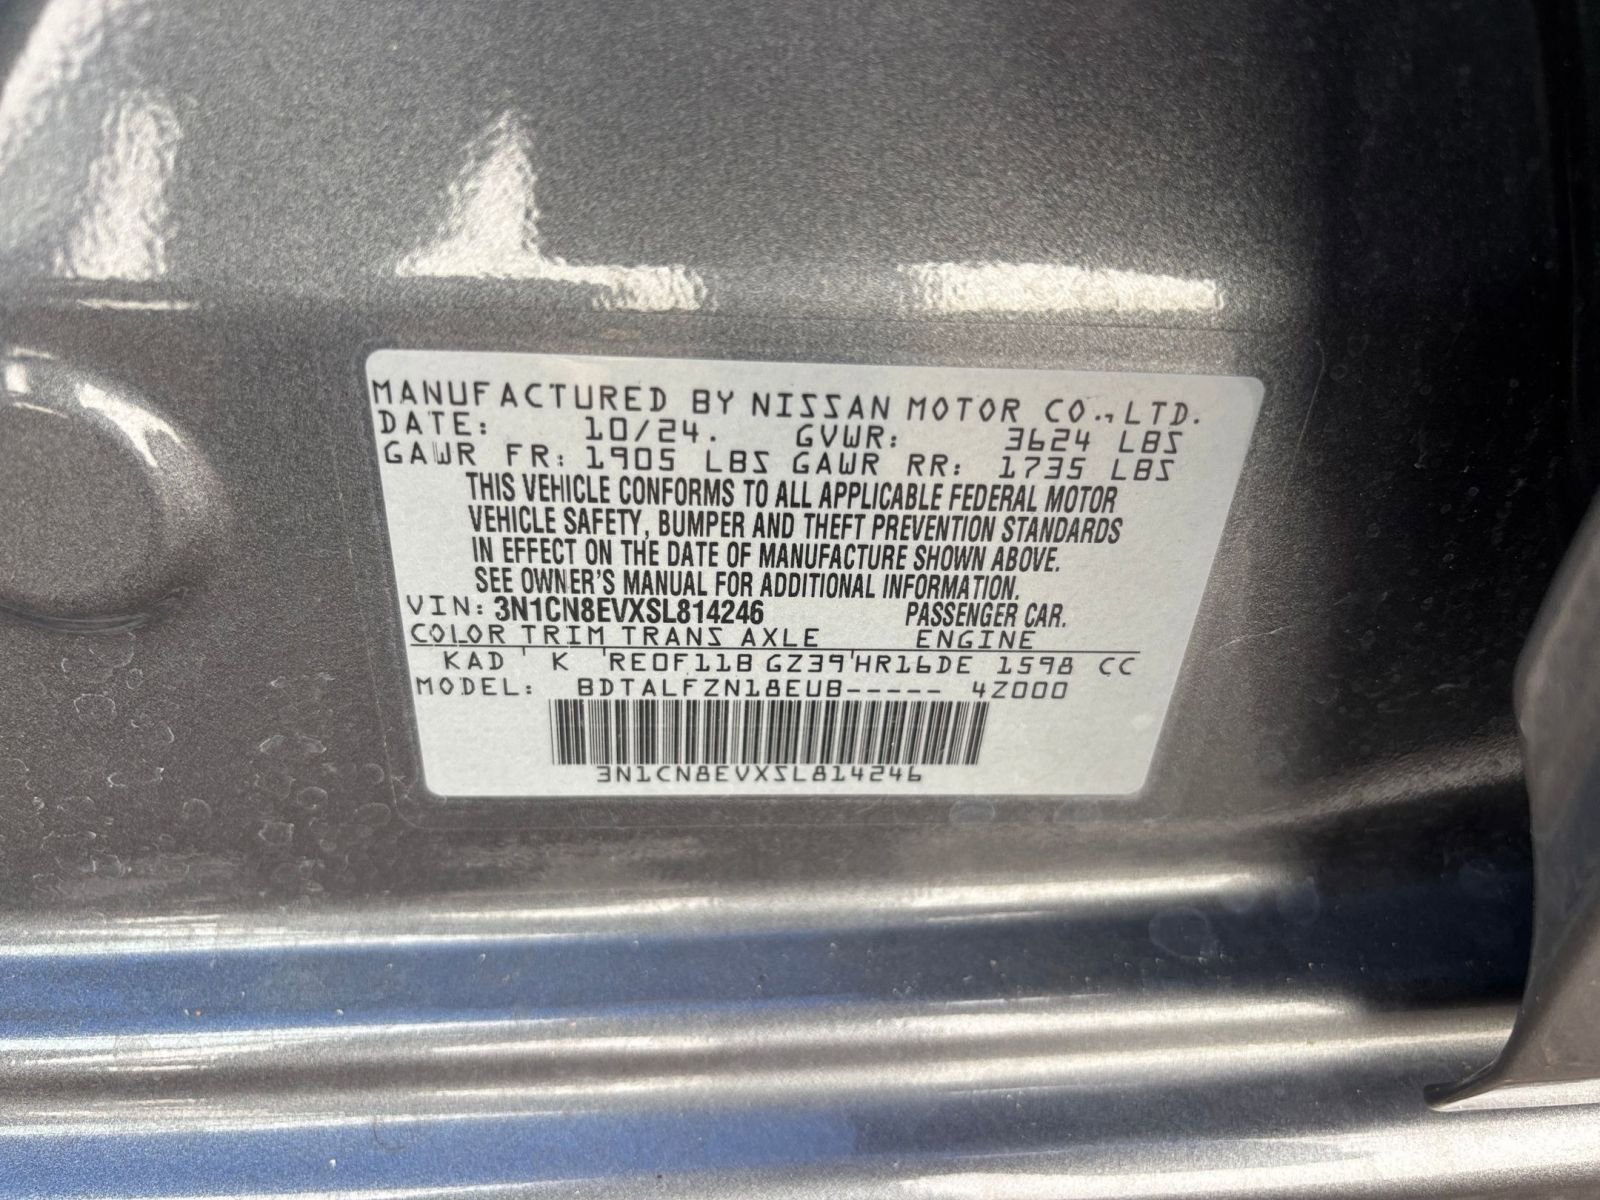 MANUFACTURED BY NISSAN MOTOR CO., LTD.
DATE: 10/24. GVWR: 3624 LBS
GAWR FR: 1905 LBS GAWR RR: 1735 LBS
THIS VEHICLE CONFORMS TO ALL APPLICABLE FEDERAL MOTOR
VEHICLE SAFETY, BUMPER AND THEFT PREVENTION STANDARDS
IN EFFECT ON THE DATE OF MANUFACTURE SHOWN ABOVE.
SEE OWNER'S MANUAL FOR ADDITIONAL INFORMATION.
VIN: 3N1CN8EVXSL814246 PASSENGER CAR.
COLOR TRIM TRANS AXLE ENGINE
KAD ' K 'RE0F11B GZ39'HR16DE 1598 CC
MODEL: BDTALFZN18EUB----- 4Z000
3N1CN8EVXSL814246